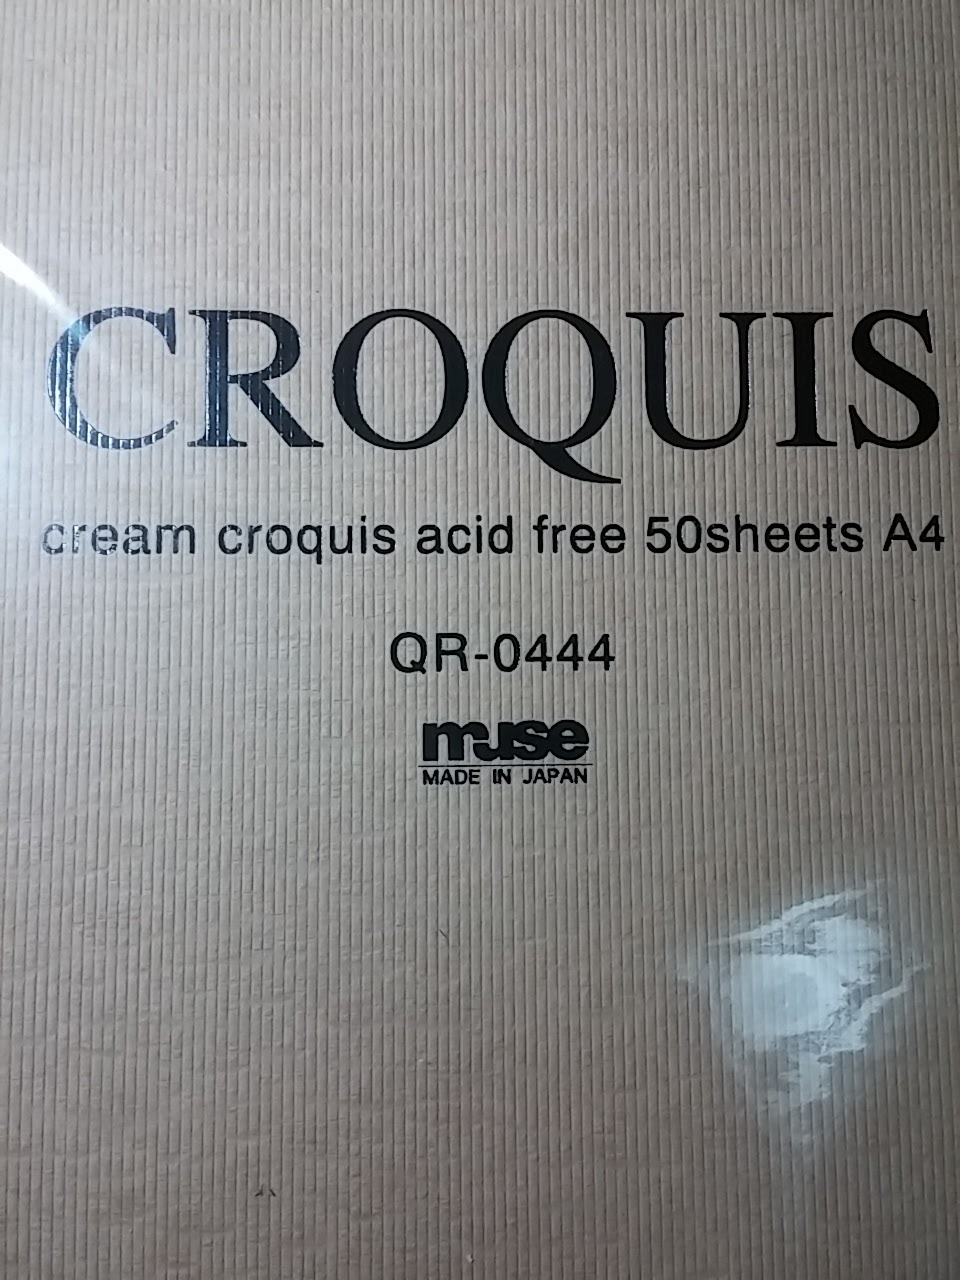 CROQUIS
cream croquis acid free 50sheets A4
QR-0444
muse
MADE IN JAPAN